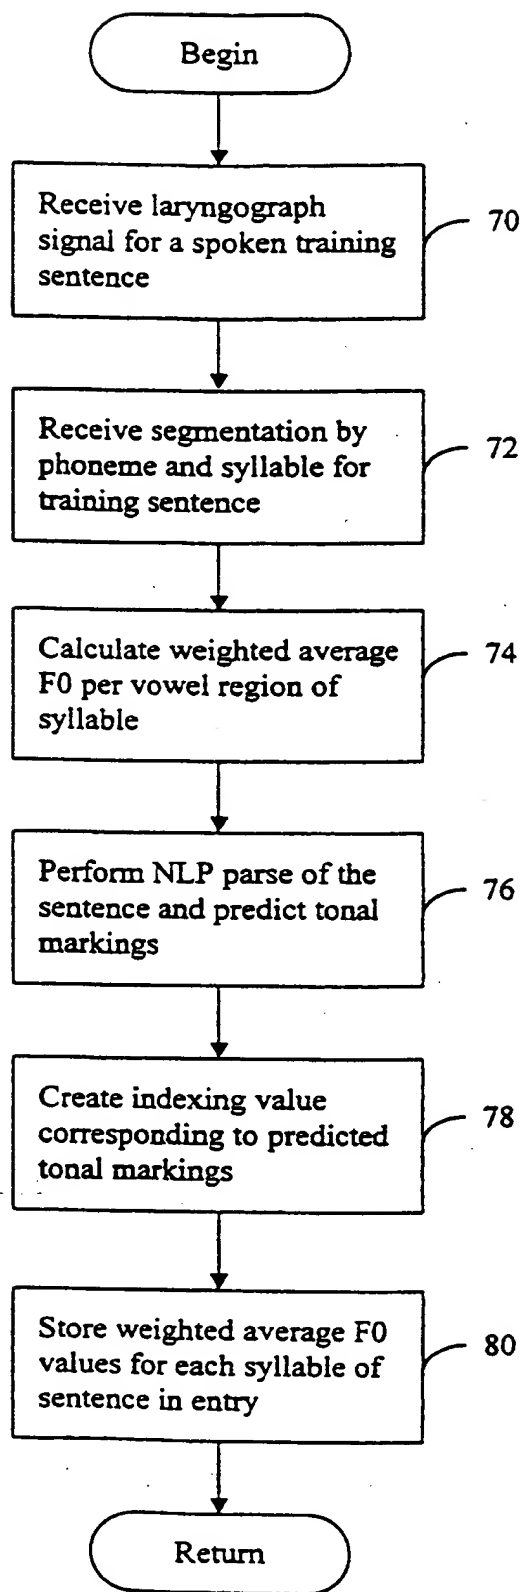 Begin
Receive laryngograph
signal for a spoken training
sentence
70
Receive segmentation by
phoneme and syllable for
training sentence
72
Calculate weighted average
F0 per vowel region of
syllable
74
Perform NLP parse of the
sentence and predict tonal
markings
76
Create indexing value
corresponding to predicted
tonal markings
78
Store weighted average F0
values for each syllable of
sentence in entry
80
Return